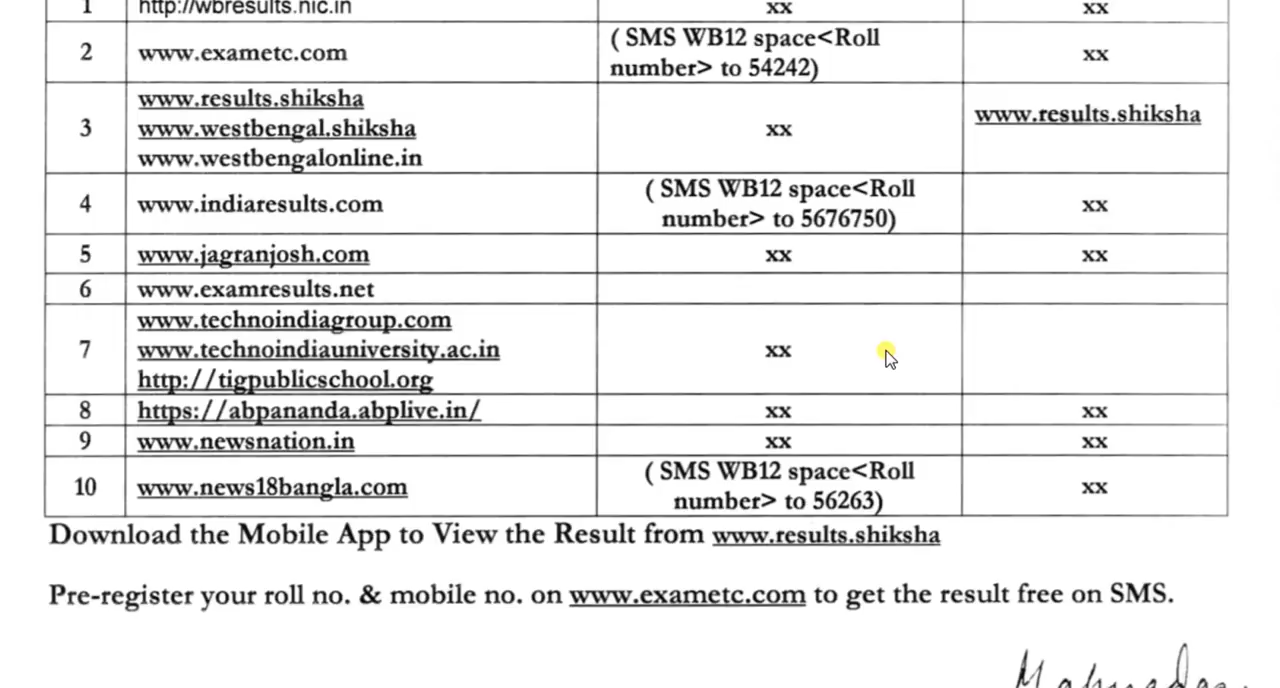 1 http://wbresults.nic.in xx xx
2 www.exametc.com ( SMS WB12 space<Roll number> to 54242) xx
3 www.results.shiksha
www.westbengal.shiksha
www.westbengalonline.in xx www.results.shiksha
4 www.indiaresults.com ( SMS WB12 space<Roll number> to 5676750) xx
5 www.jagranjosh.com xx xx
6 www.examresults.net
7 www.technoindiagroup.com
www.technoindiauniversity.ac.in
http://tigpublicschool.org xx
8 https://abpananda.abplive.in/ xx xx
9 www.newsnation.in xx xx
10 www.news18bangla.com ( SMS WB12 space<Roll number> to 56263) xx
Download the Mobile App to View the Result from www.results.shiksha
Pre-register your roll no. & mobile no. on www.exametc.com to get the result free on SMS.